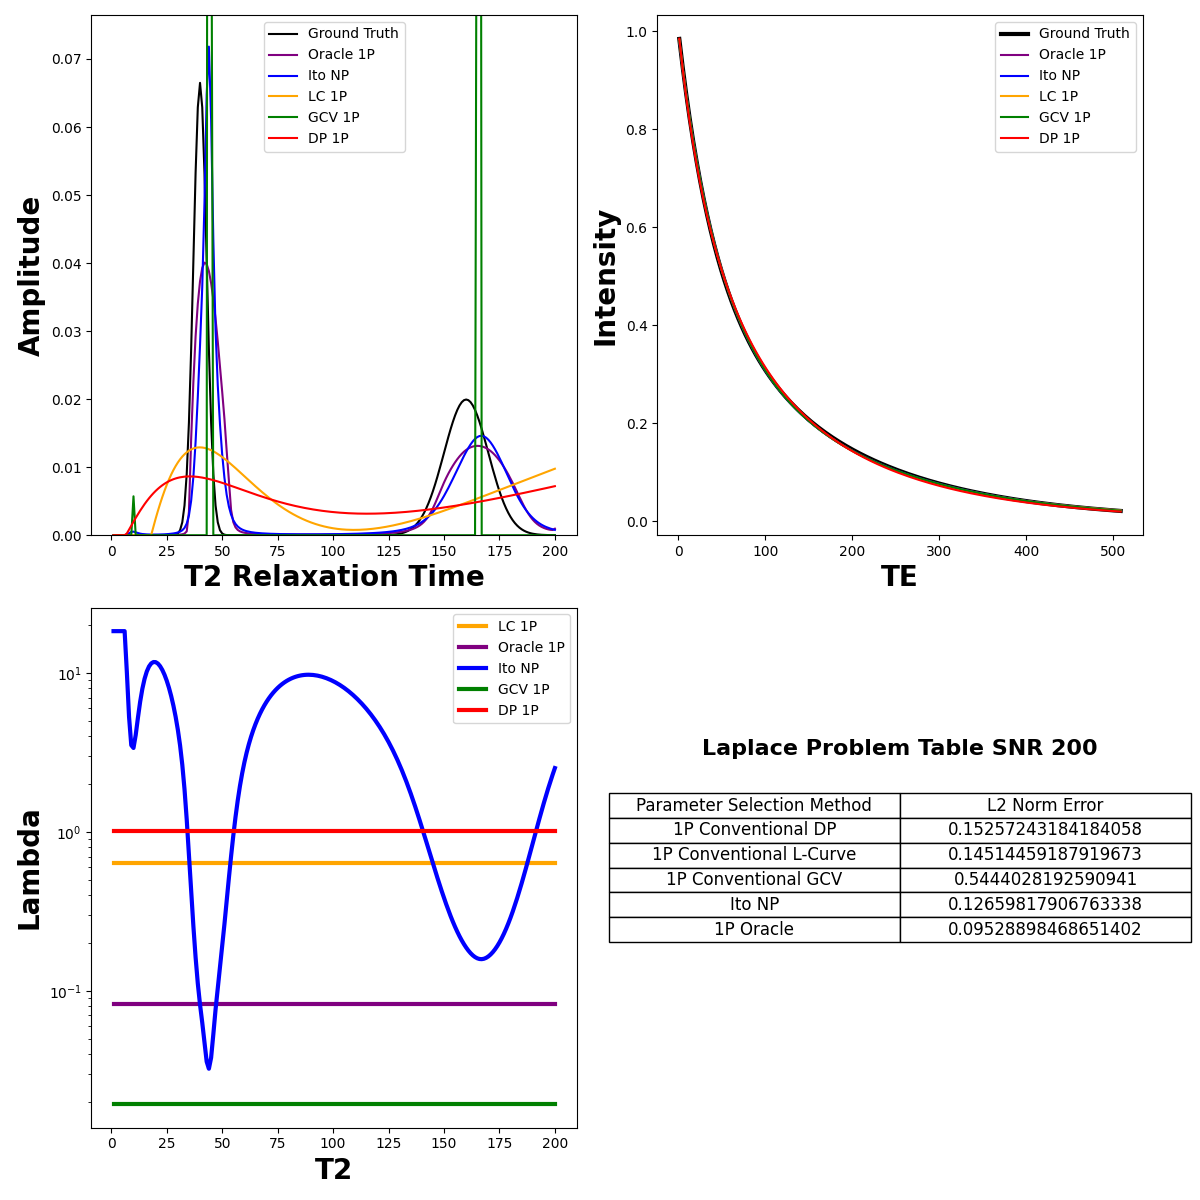 Amplitude
0.00
0.01
0.02
0.03
0.04
0.05
0.06
0.07
Ground Truth
Oracle 1P
Ito NP
LC 1P
GCV 1P
DP 1P
0 25 50 75 100 125 150 175 200
T2 Relaxation Time
Intensity
1.0
0.8
0.6
0.4
0.2
0.0
Ground Truth
Oracle 1P
Ito NP
LC 1P
GCV 1P
DP 1P
0 100 200 300 400 500
TE
Lambda
10¹
10⁰
10⁻¹
LC 1P
Oracle 1P
Ito NP
GCV 1P
DP 1P
0 25 50 75 100 125 150 175 200
T2
Laplace Problem Table SNR 200
Parameter Selection Method L2 Norm Error
1P Conventional DP 0.15257243184184058
1P Conventional L-Curve 0.14514459187919673
1P Conventional GCV 0.5444028192590941
Ito NP 0.12659817906763338
1P Oracle 0.09528898468651402